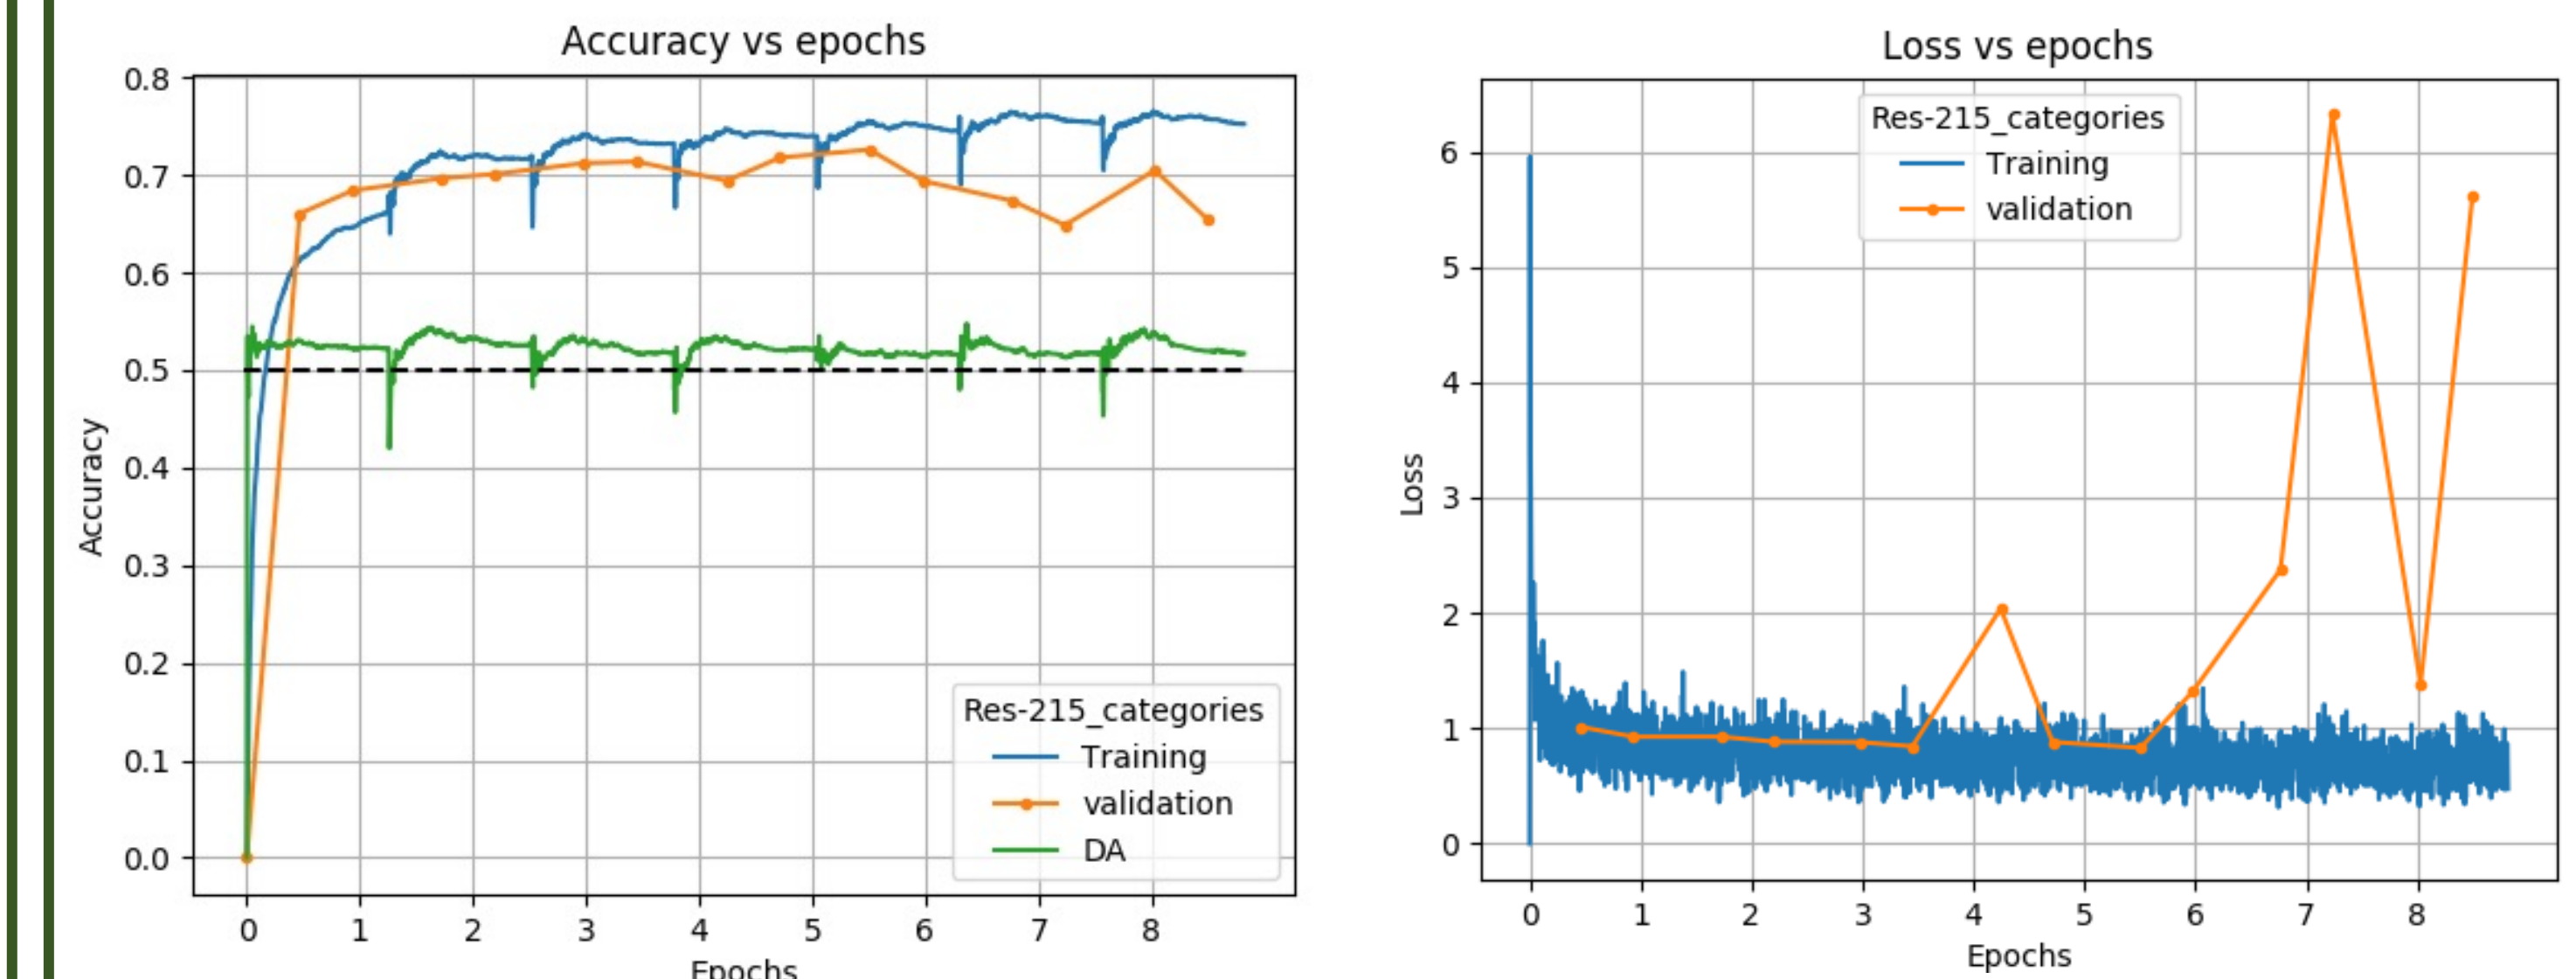 Accuracy vs epochs
0.8
0.7
0.6
0.5
0.4
0.3
0.2
0.1
0.0
Accuracy
Res-215_categories
Training
validation
DA
0 1 2 3 4 5 6 7 8
Epochs
Loss vs epochs
6
5
4
3
2
1
0
Loss
Res-215_categories
Training
validation
0 1 2 3 4 5 6 7 8
Epochs